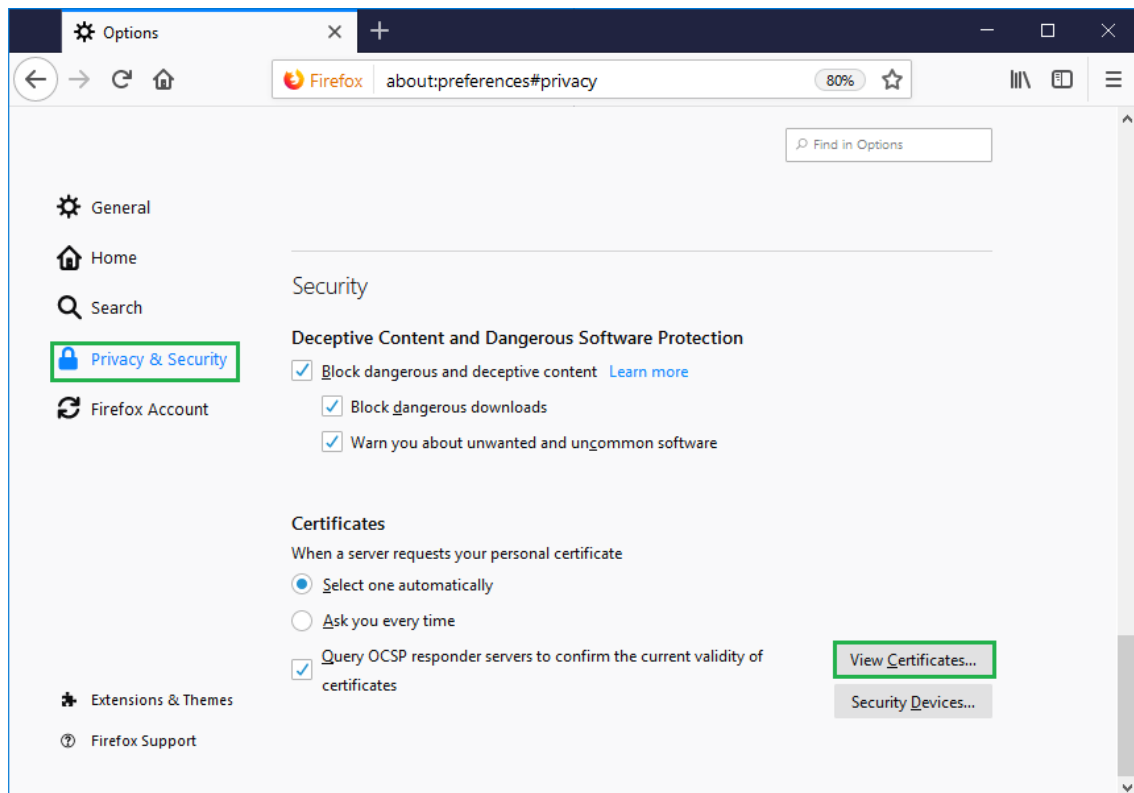 Options
Firefox about:preferences#privacy 80%
Find in Options
General
Home
Search
Privacy & Security
Firefox Account
Extensions & Themes
Firefox Support
Security
Deceptive Content and Dangerous Software Protection
Block dangerous and deceptive content Learn more
Block dangerous downloads
Warn you about unwanted and uncommon software
Certificates
When a server requests your personal certificate
Select one automatically
Ask you every time
Query OCSP responder servers to confirm the current validity of
certificates
View Certificates...
Security Devices...